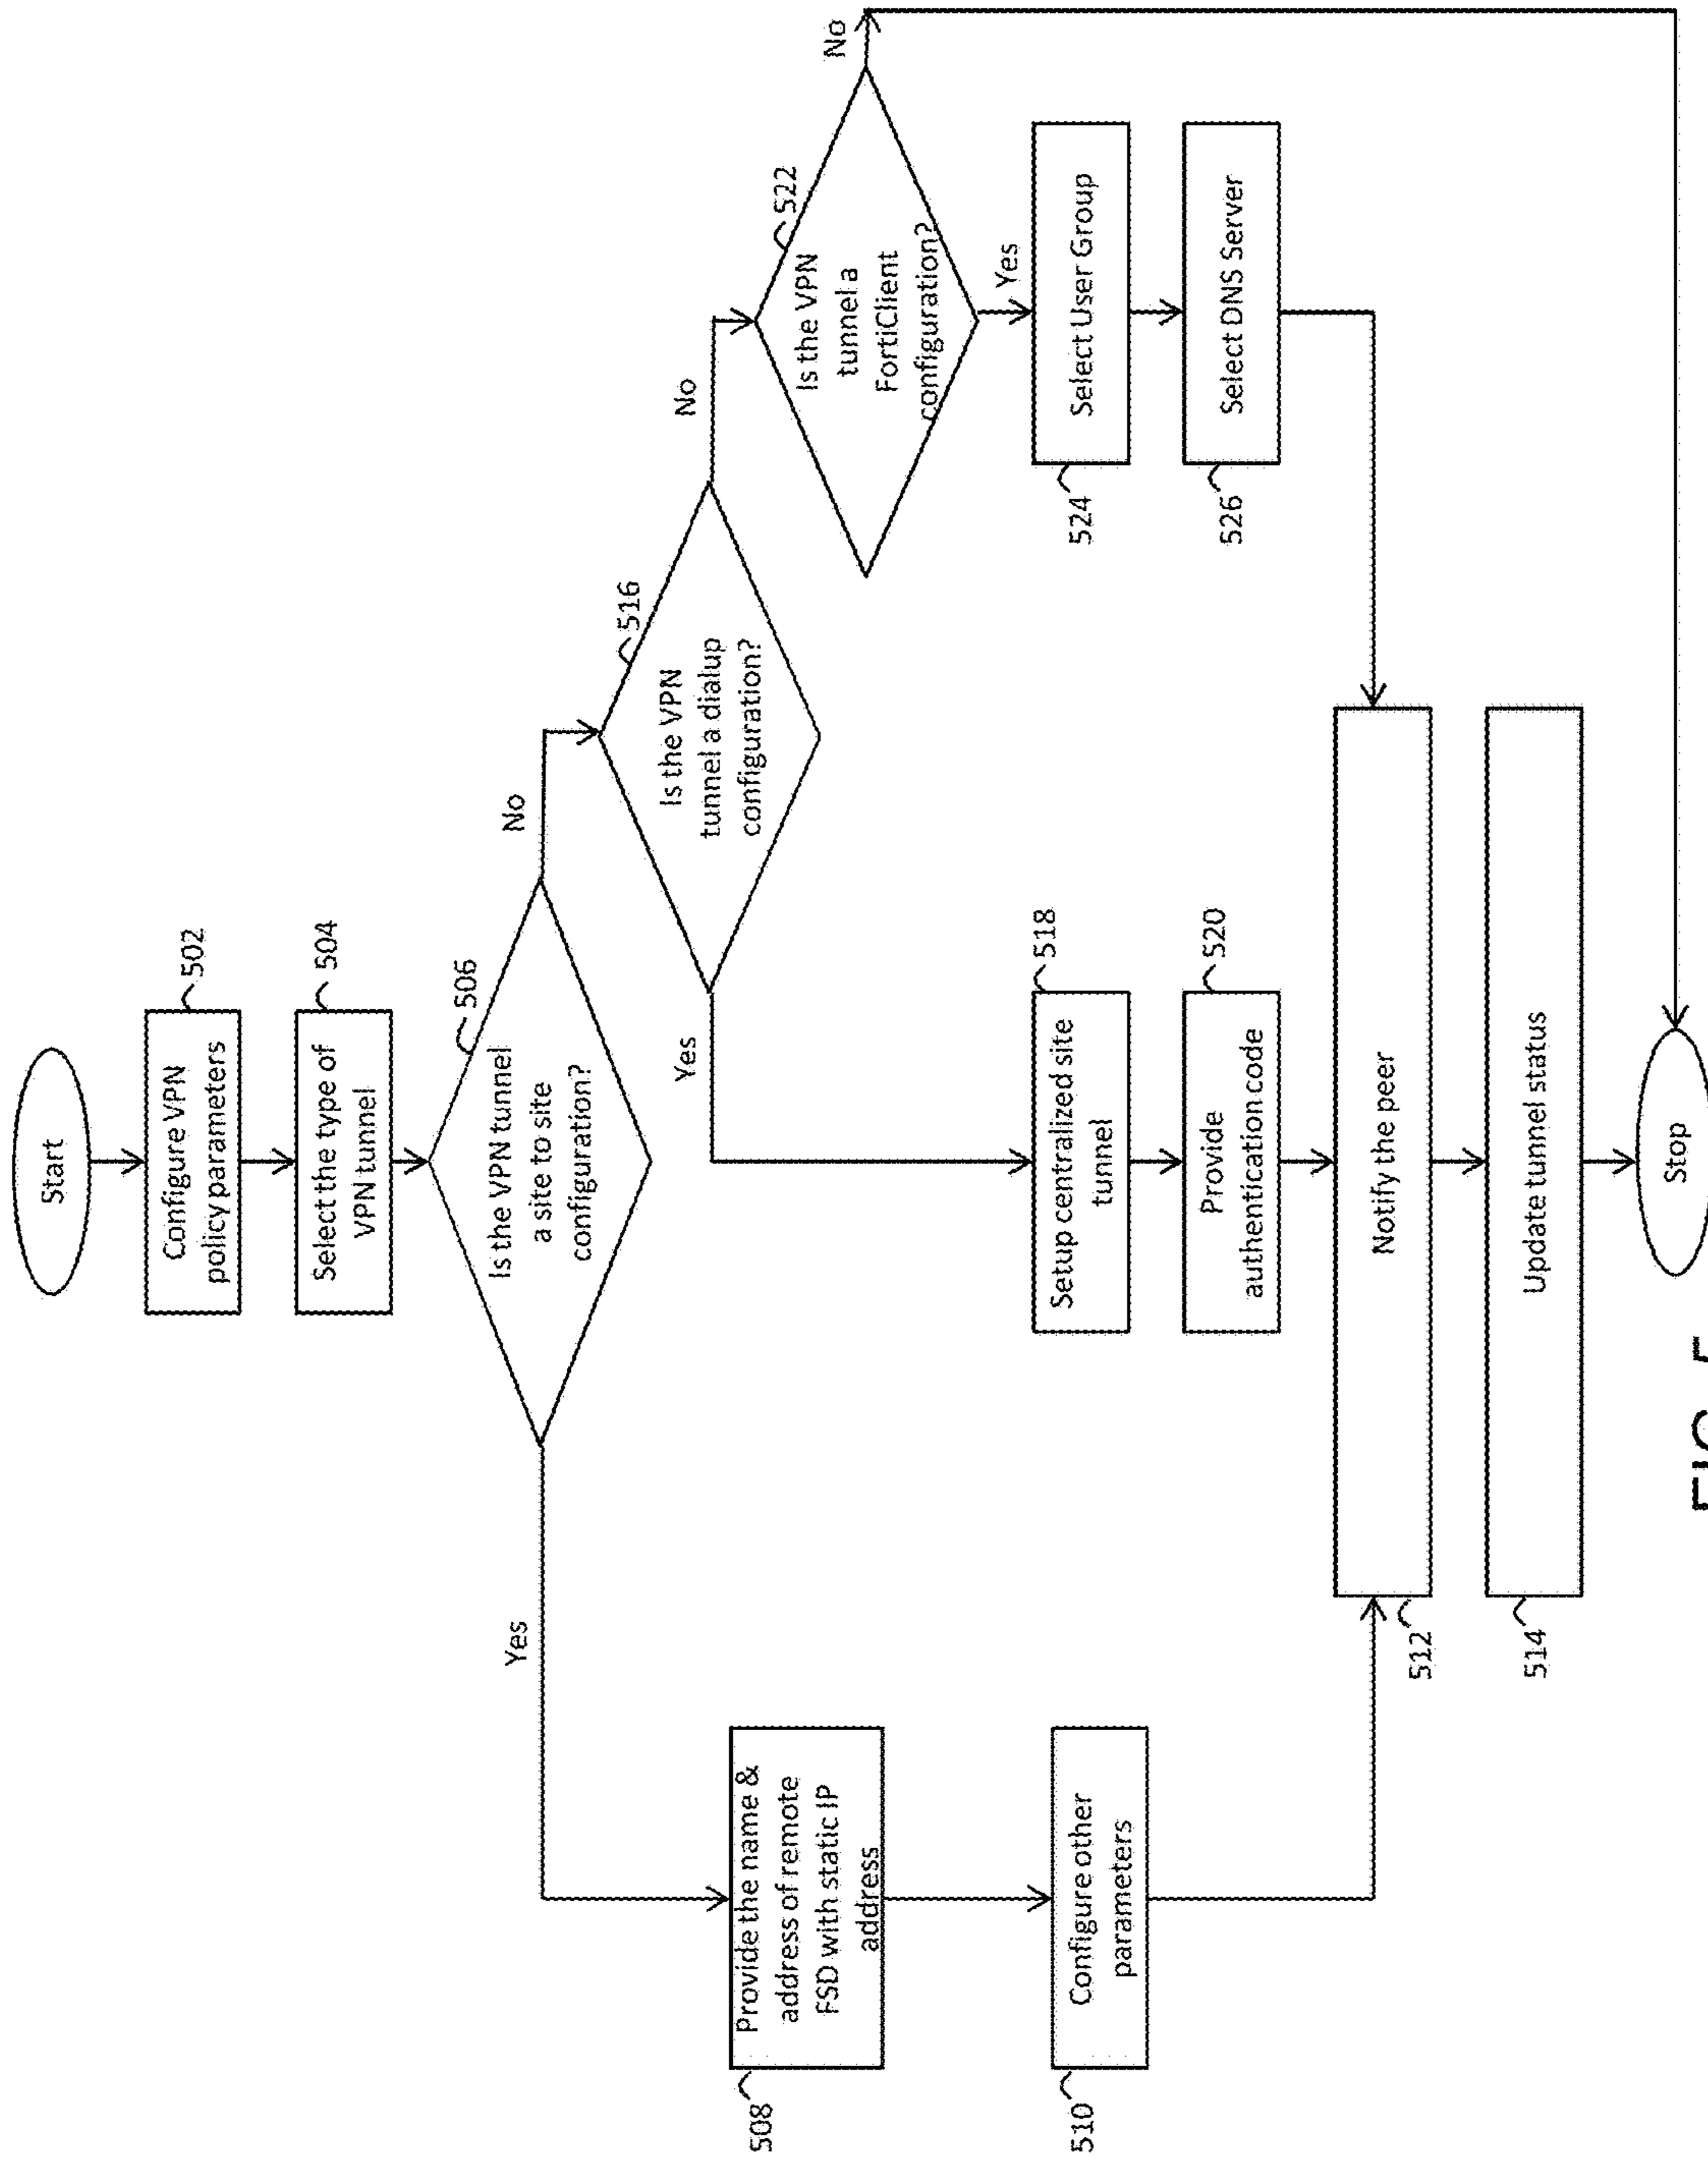 Start
Configure VPN
policy parameters
502
Select the type of
VPN tunnel
504
Is the VPN tunnel
a site to site
configuration?
506
Yes
No
Is the VPN
tunnel a dialup
configuration?
516
Yes
No
Is the VPN
tunnel a
FortiClient
configuration?
522
No
Yes
Provide the name &
address of remote
FSD with static IP
address
508
Configure other
parameters
510
Setup centralized site
tunnel
518
Provide
authentication code
520
Select User Group
524
Select DNS Server
526
Notify the peer
512
Update tunnel status
514
Stop